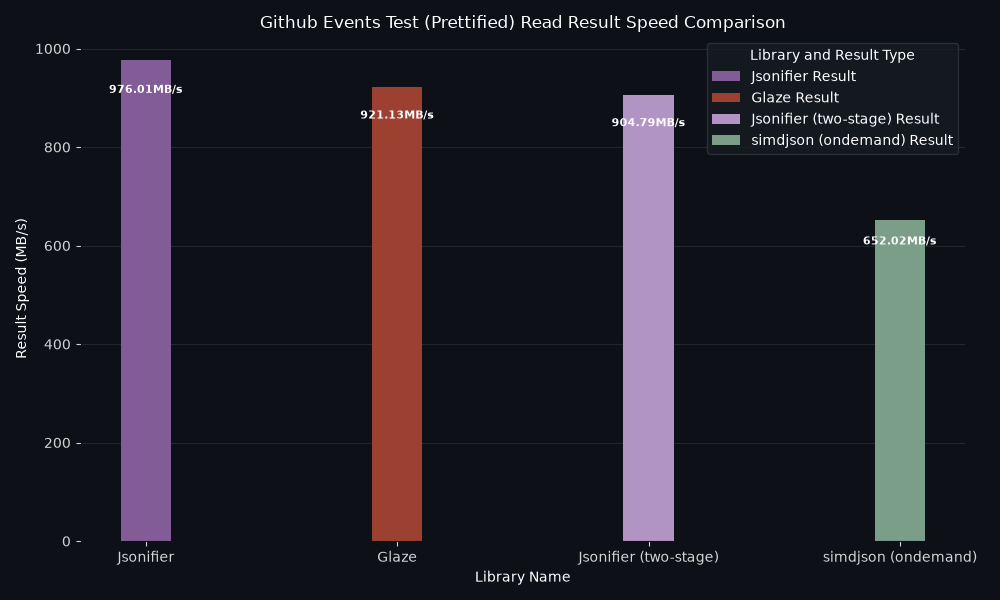 Github Events Test (Prettified) Read Result Speed Comparison
Library and Result Type
Jsonifier Result
Glaze Result
Jsonifier (two-stage) Result
simdjson (ondemand) Result
976.01MB/s
921.13MB/s
904.79MB/s
652.02MB/s
Result Speed (MB/s)
1000
800
600
400
200
0
Jsonifier
Glaze
Jsonifier (two-stage)
simdjson (ondemand)
Library Name